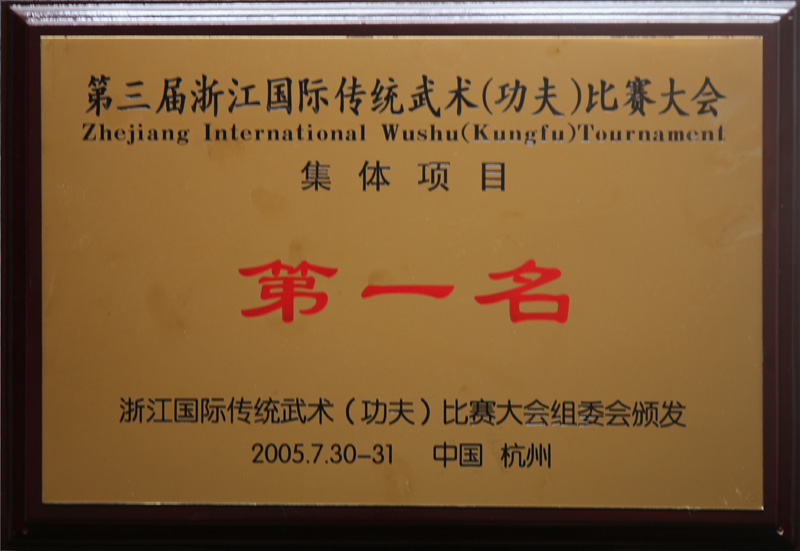 第三届浙江国际传统武术(功夫)比赛大会
Zhejiang International Wushu(Kungfu)Tournament
集体项目
第一名
浙江国际传统武术(功夫)比赛大会组委会颁发
2005.7.30-31 中国 杭州